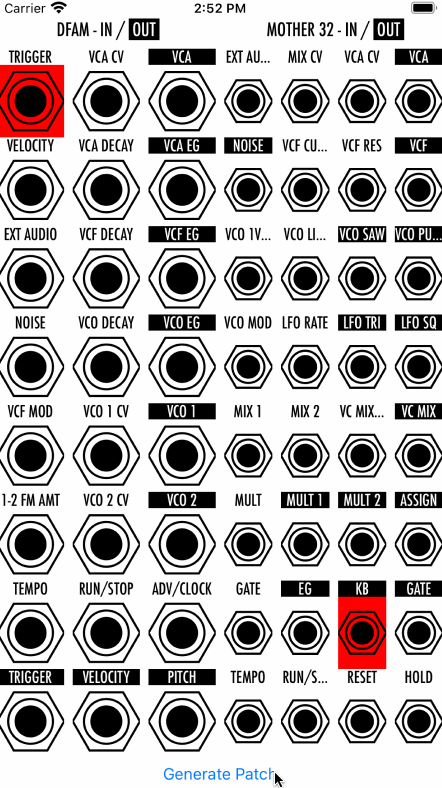 Carrier 2:52 PM
DFAM - IN / OUT MOTHER 32 - IN / OUT
TRIGGER VCA CV VCA EXT AU... MIX CV VCA CV VCA
VELOCITY VCA DECAY VCA EG NOISE VCF CU... VCF RES VCF
EXT AUDIO VCF DECAY VCF EG VCO 1V... VCO LI... VCO SAW VCO PU...
NOISE VCO DECAY VCO EG VCO MOD LFO RATE LFO TRI LFO SQ
VCF MOD VCO 1 CV VCO 1 MIX 1 MIX 2 VC MIX... VC MIX
1-2 FM AMT VCO 2 CV VCO 2 MULT MULT 1 MULT 2 ASSIGN
TEMPO RUN/STOP ADV/CLOCK GATE EG KB GATE
TRIGGER VELOCITY PITCH TEMPO RUN/S... RESET HOLD
Generate Patch